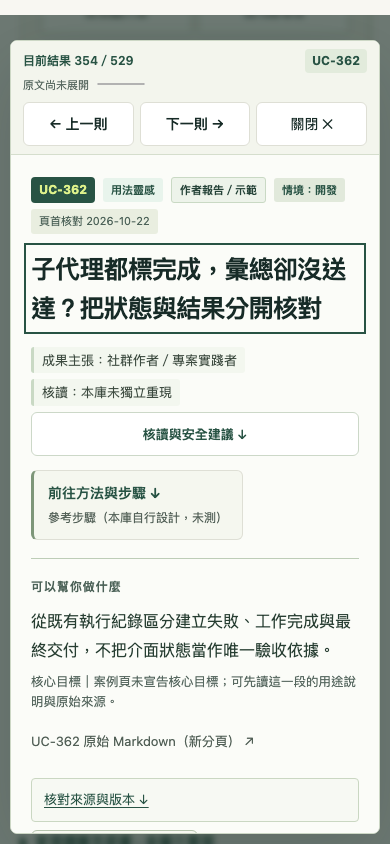 目前結果 354 / 529
UC-362
原文尚未展開
← 上一則
下一則 →
關閉 ×
UC-362
用法靈感
作者報告 / 示範
情境：開發
頁首核對 2026-10-22
子代理都標完成，彙總卻沒送
達？把狀態與結果分開核對
成果主張：社群作者 / 專案實踐者
核讀：本庫未獨立重現
核讀與安全建議 ↓
前往方法與步驟 ↓
參考步驟（本庫自行設計，未測）
可以幫你做什麼
從既有執行紀錄區分建立失敗、工作完成與最
終交付，不把介面狀態當作唯一驗收依據。
核心目標｜案例頁未宣告核心目標；可先讀這一段的用途說
明與原始來源。
UC-362 原始 Markdown（新分頁） ↗
核對來源與版本 ↓